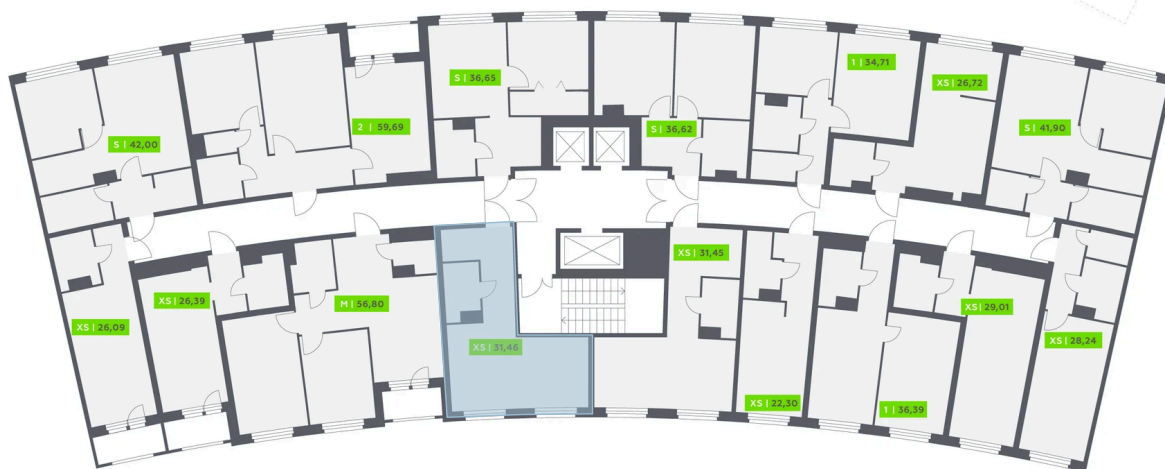 S | 36,65
1 | 34,71
XS | 26,72
2 | 59,69
S | 36,62
S | 41,90
S | 42,00
XS | 31,45
XS | 26,39
M | 56,80
XS | 29,01
XS | 26,09
XS | 31,46
XS | 28,24
XS | 22,30
1 | 36,39